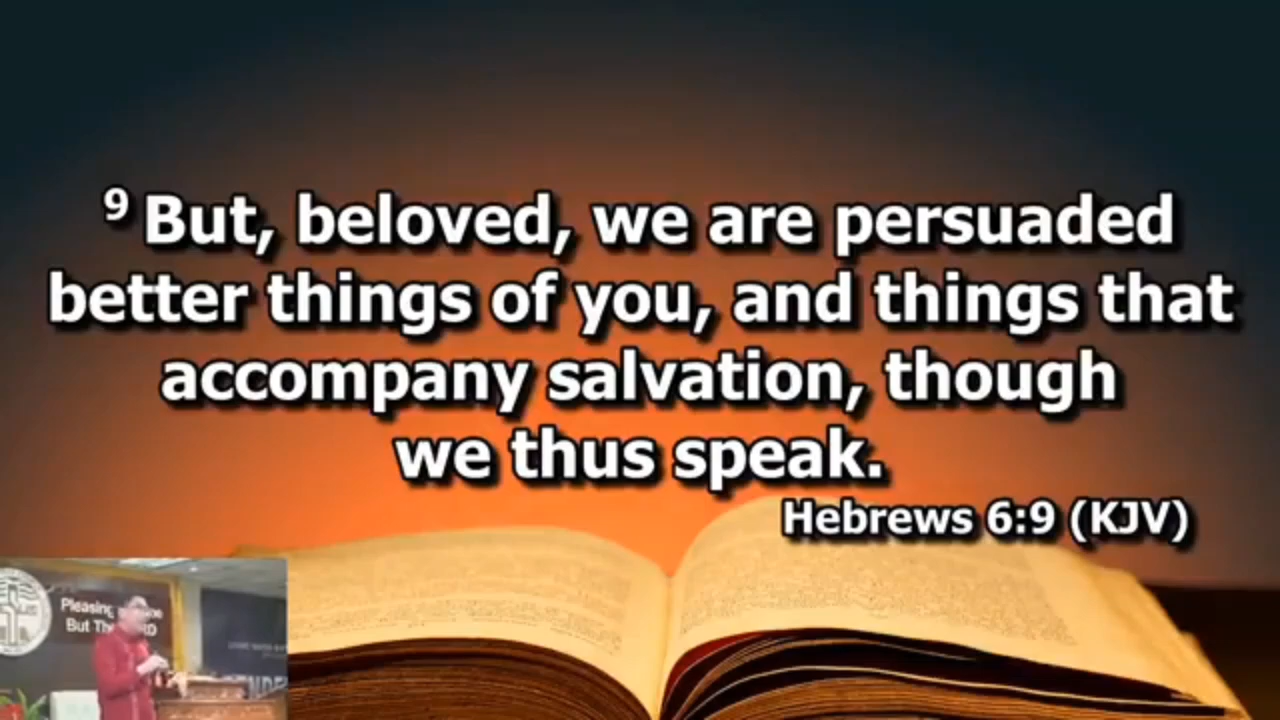 9 But, beloved, we are persuaded
better things of you, and things that
accompany salvation, though
we thus speak.
Hebrews 6:9 (KJV)
Pleasing
But The